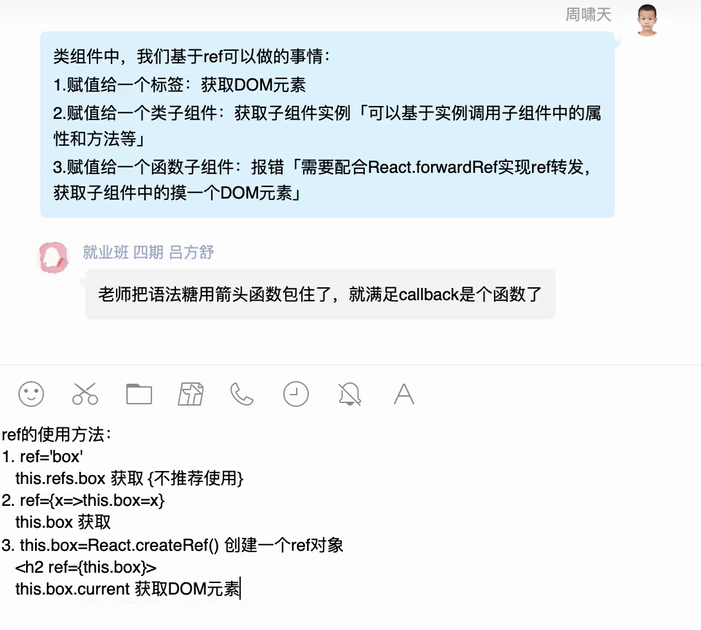 周啸天
类组件中，我们基于ref可以做的事情：
1.赋值给一个标签：获取DOM元素
2.赋值给一个类子组件：获取子组件实例「可以基于实例调用子组件中的属
性和方法等」
3.赋值给一个函数子组件：报错「需要配合React.forwardRef实现ref转发，
获取子组件中的摸一个DOM元素」
就业班 四期 吕方舒
老师把语法糖用箭头函数包住了，就满足callback是个函数了
ref的使用方法：
1. ref='box'
this.refs.box 获取 {不推荐使用}
2. ref={x=>this.box=x}
this.box 获取
3. this.box=React.createRef() 创建一个ref对象
<h2 ref={this.box}>
this.box.current 获取DOM元素